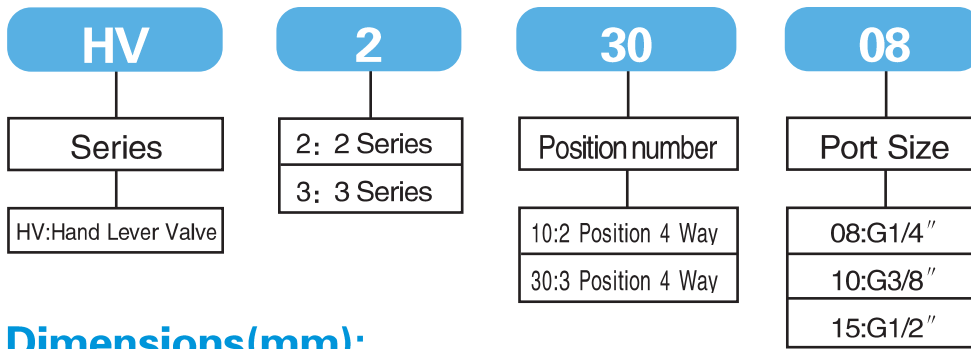 HV 2 30 08
Series
2: 2 Series
3: 3 Series
Position number
Port Size
HV:Hand Lever Valve
10:2 Position 4 Way
30:3 Position 4 Way
08:G1/4″
10:G3/8″
15:G1/2″
Dimensions(mm):